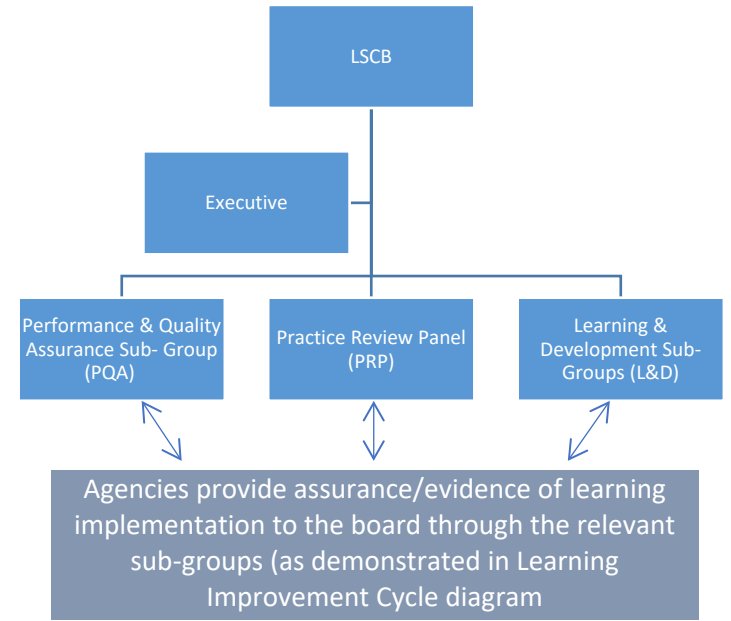 LSCB
Executive
Performance & Quality
Assurance Sub- Group
(PQA)
Practice Review Panel
(PRP)
Learning &
Development Sub-
Groups (L&D)
Agencies provide assurance/evidence of learning
implementation to the board through the relevant
sub-groups (as demonstrated in Learning
Improvement Cycle diagram